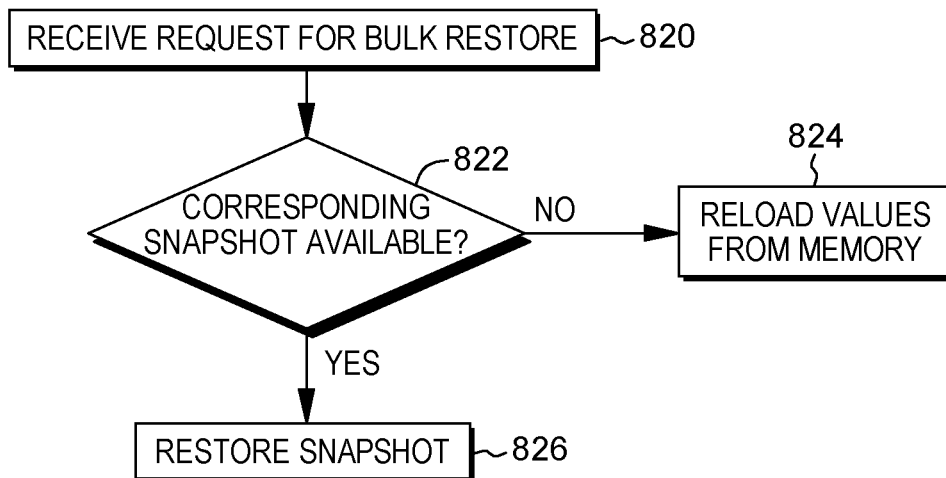 RECEIVE REQUEST FOR BULK RESTORE
820
822
CORRESPONDING
SNAPSHOT AVAILABLE?
NO
824
RELOAD VALUES
FROM MEMORY
YES
RESTORE SNAPSHOT
826